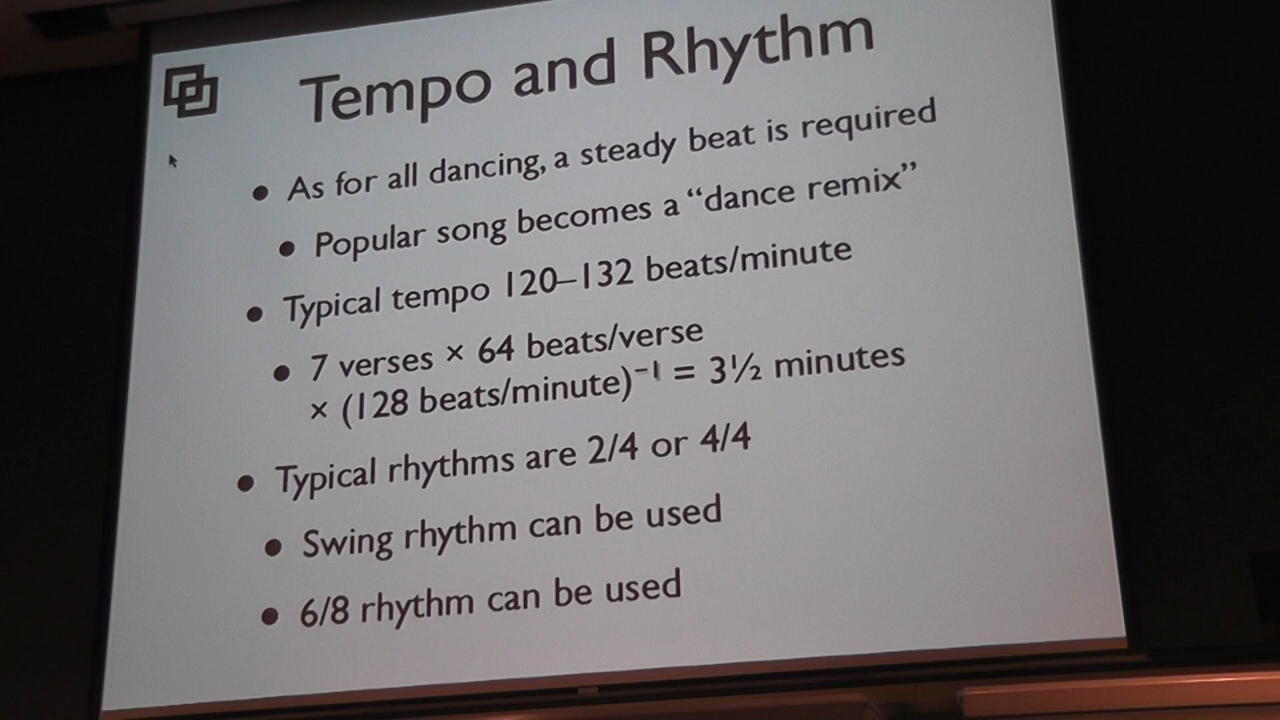 Tempo and Rhythm
• As for all dancing, a steady beat is required
• Popular song becomes a “dance remix”
• Typical tempo 120–132 beats/minute
• 7 verses × 64 beats/verse
× (128 beats/minute)⁻¹ = 3½ minutes
• Typical rhythms are 2/4 or 4/4
• Swing rhythm can be used
• 6/8 rhythm can be used